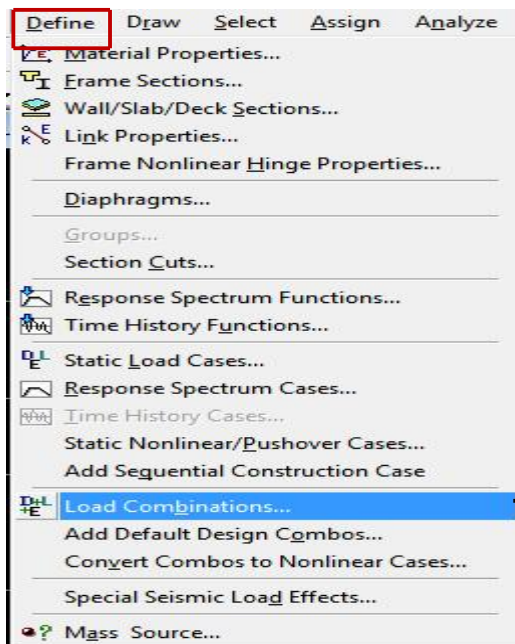 Define Draw Select Assign Analyze
E Material Properties...
Frame Sections...
Wall/Slab/Deck Sections...
E K Link Properties...
Frame Nonlinear Hinge Properties...
Diaphragms...
Groups...
Section Cuts...
Response Spectrum Functions...
Time History Functions...
D L E Static Load Cases...
Response Spectrum Cases...
Time History Cases...
Static Nonlinear/Pushover Cases...
Add Sequential Construction Case
D+L +E Load Combinations...
Add Default Design Combos...
Convert Combos to Nonlinear Cases...
Special Seismic Load Effects...
? Mass Source...